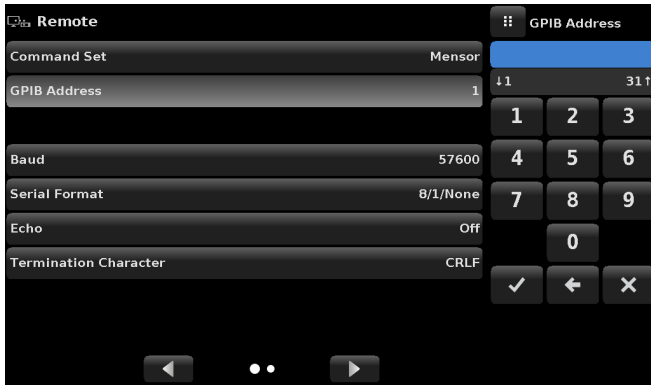 Remote
GPIB Address
Command Set Mensor
GPIB Address 1
↓1 31↑
1 2 3
Baud 57600
4 5 6
Serial Format 8/1/None
7 8 9
Echo Off
0
Termination Character CRLF